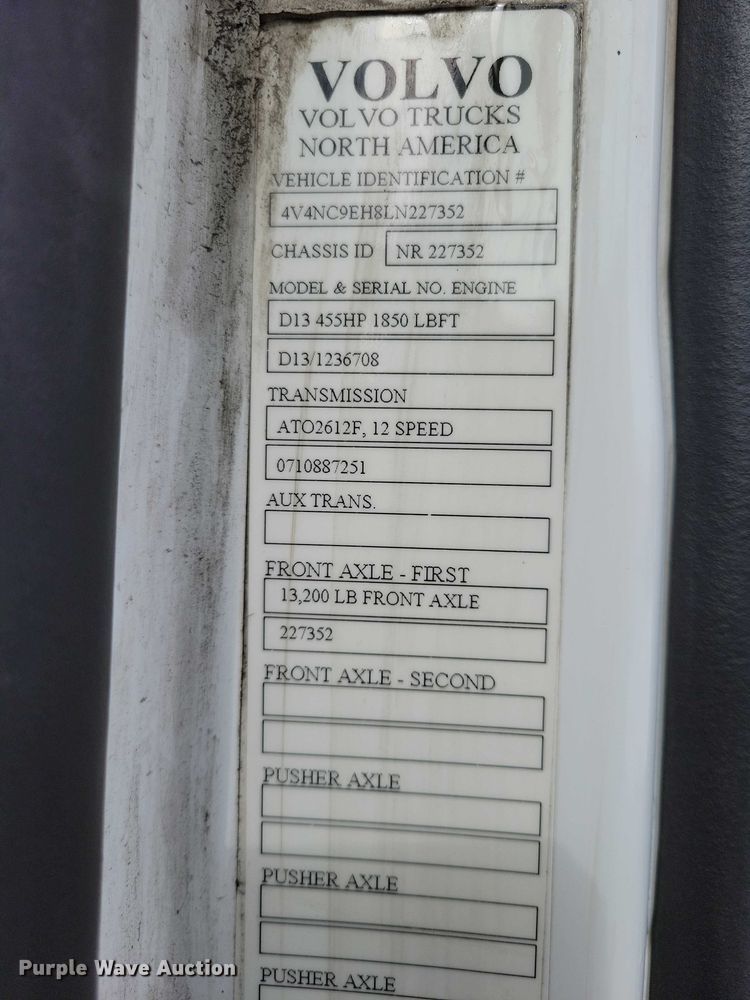 VOLVO
VOLVO TRUCKS
NORTH AMERICA
VEHICLE IDENTIFICATION #
4V4NC9EH8LN227352
CHASSIS ID NR 227352
MODEL & SERIAL NO. ENGINE
D13 455HP 1850 LBFT
D13/1236708
TRANSMISSION
ATO2612F, 12 SPEED
0710887251
AUX TRANS.
FRONT AXLE - FIRST
13,200 LB FRONT AXLE
227352
FRONT AXLE - SECOND
PUSHER AXLE
PUSHER AXLE
PUSHER AXLE
Purple Wave Auction